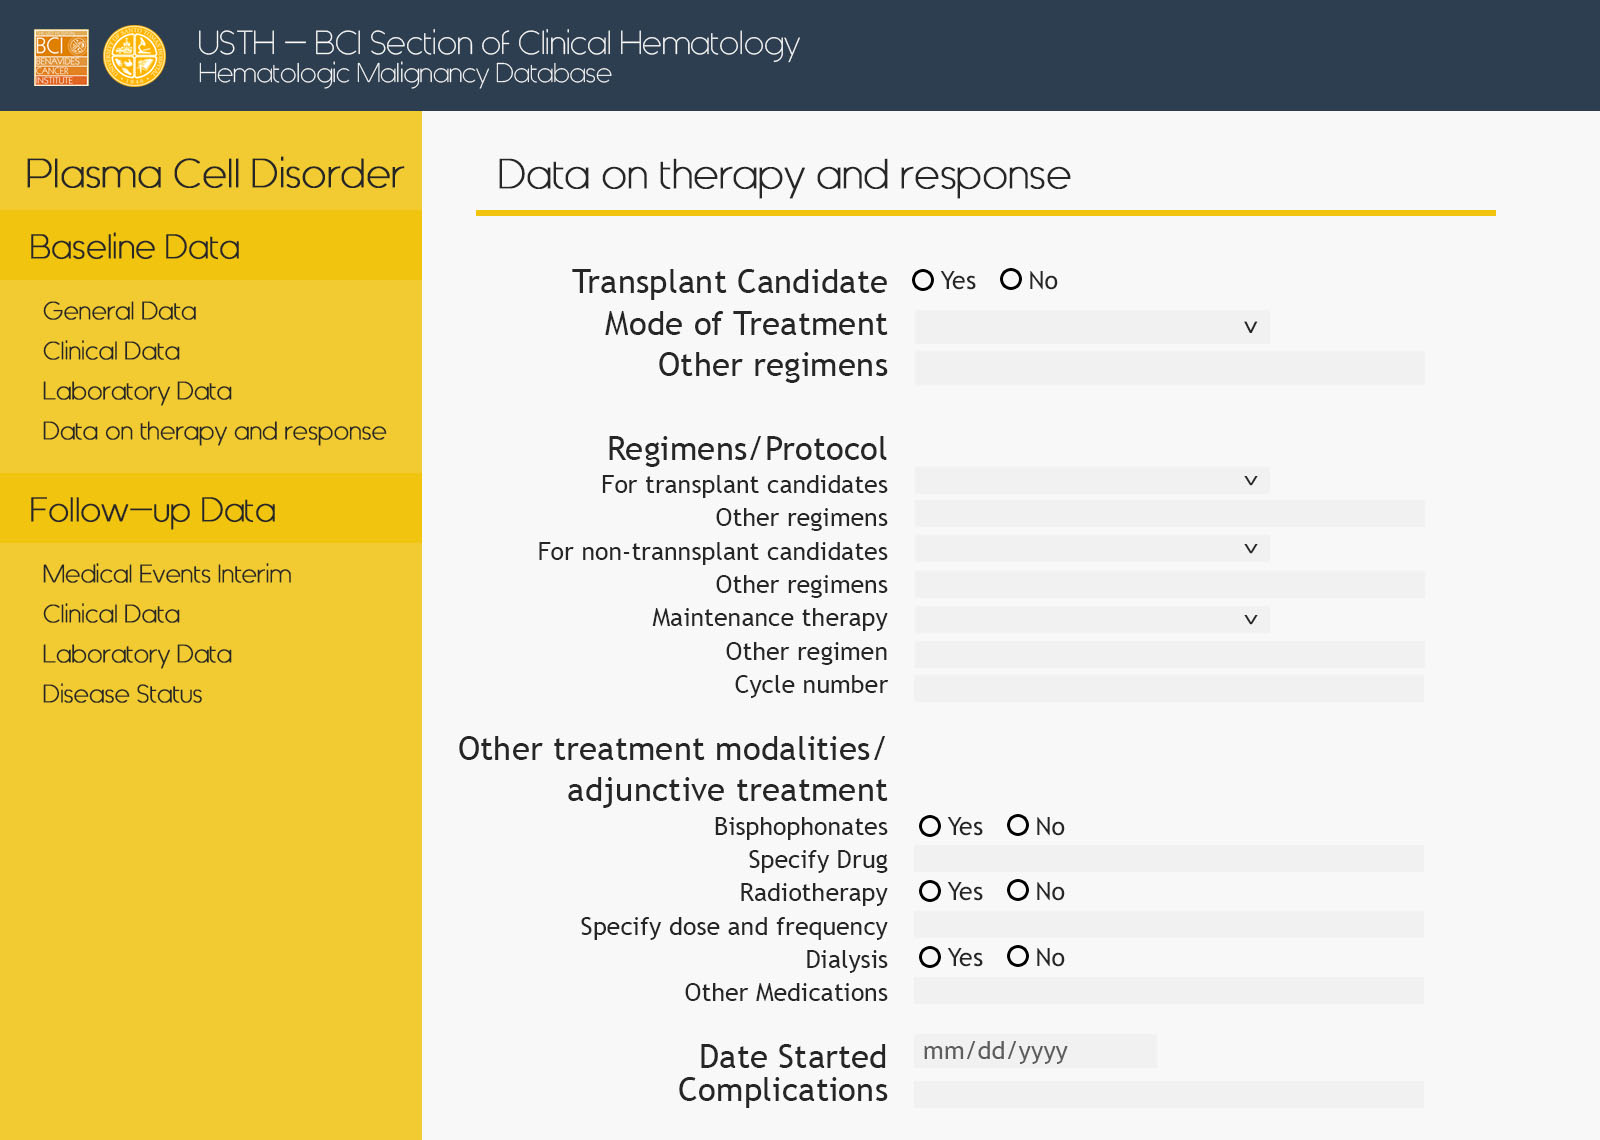 BCI
BENAVIDES
CANCER
INSTITUTE
USTH – BCI Section of Clinical Hematology
Hematologic Malignancy Database
Plasma Cell Disorder
Baseline Data
General Data
Clinical Data
Laboratory Data
Data on therapy and response
Follow-up Data
Medical Events Interim
Clinical Data
Laboratory Data
Disease Status
Data on therapy and response
Transplant Candidate Yes No
Mode of Treatment
Other regimens
Regimens/Protocol
For transplant candidates
Other regimens
For non-trannsplant candidates
Other regimens
Maintenance therapy
Other regimen
Cycle number
Other treatment modalities/
adjunctive treatment
Bisphophonates Yes No
Specify Drug
Radiotherapy Yes No
Specify dose and frequency
Dialysis Yes No
Other Medications
Date Started mm/dd/yyyy
Complications